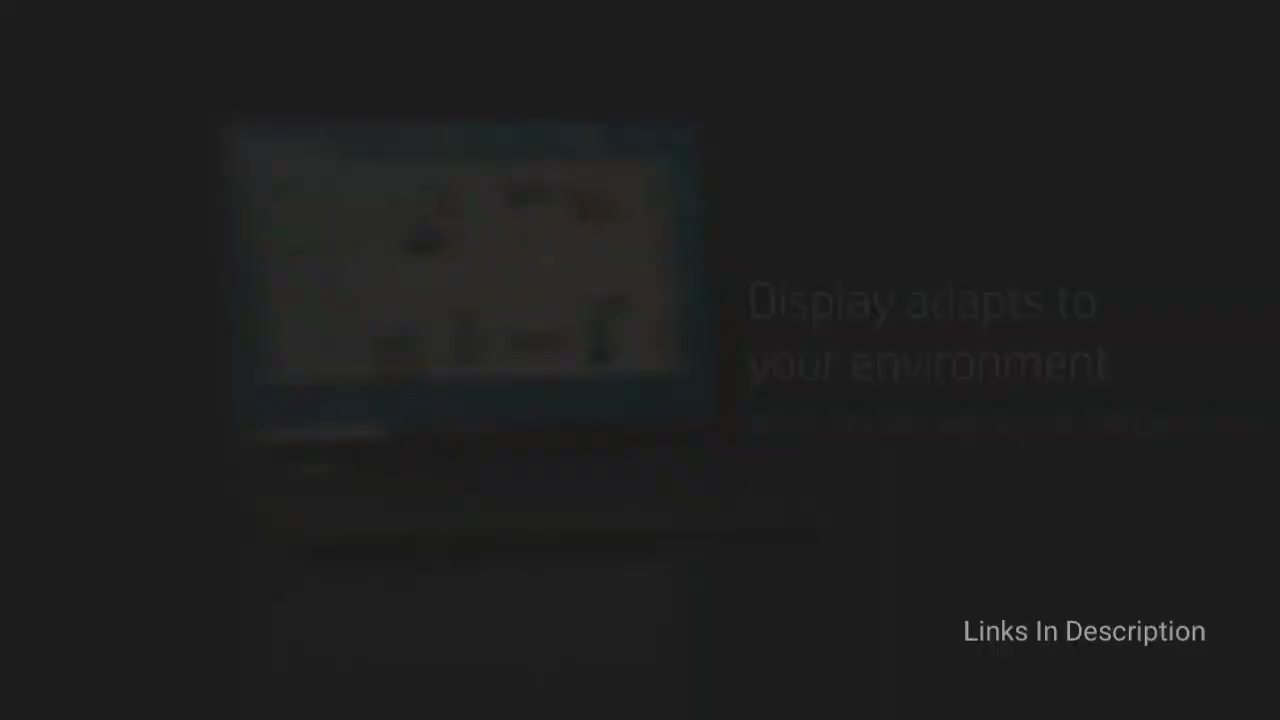 Display adapts to
your environment
Links In Description